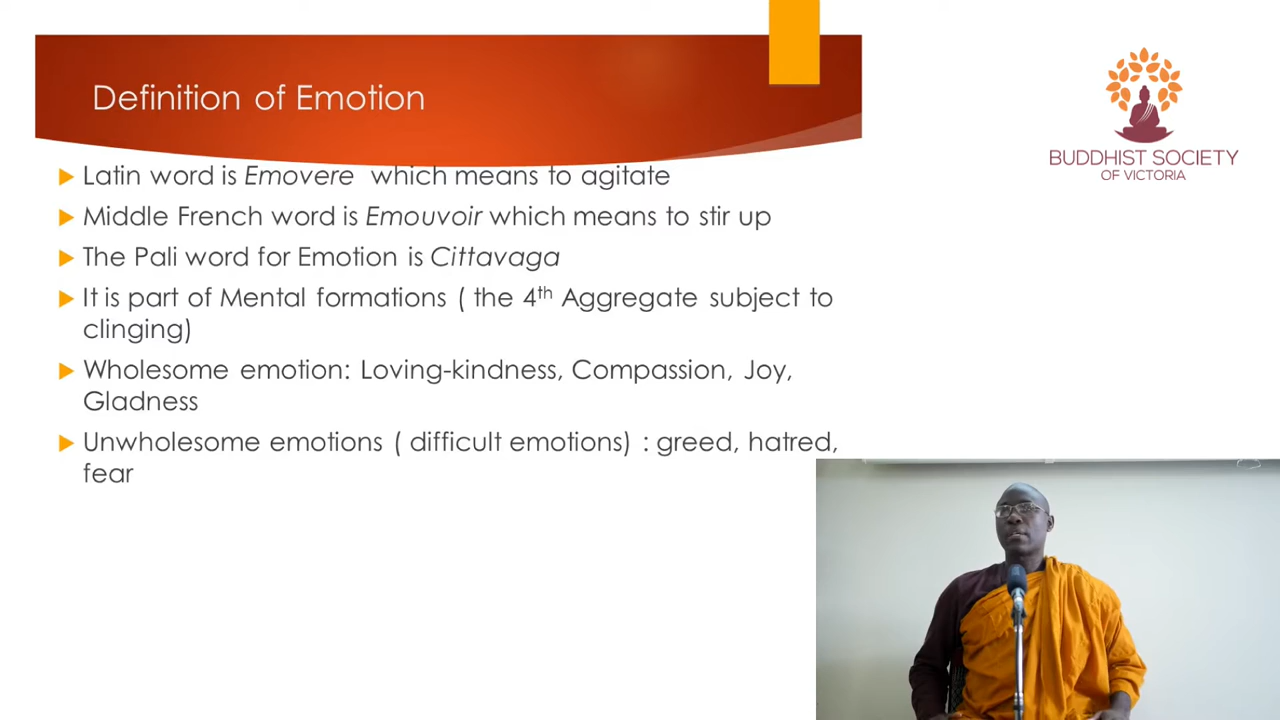 Definition of Emotion
BUDDHIST SOCIETY
OF VICTORIA
Latin word is Emovere which means to agitate
Middle French word is Emouvoir which means to stir up
The Pali word for Emotion is Cittavaga
It is part of Mental formations ( the 4th Aggregate subject to
clinging)
Wholesome emotion: Loving-kindness, Compassion, Joy,
Gladness
Unwholesome emotions ( difficult emotions) : greed, hatred,
fear